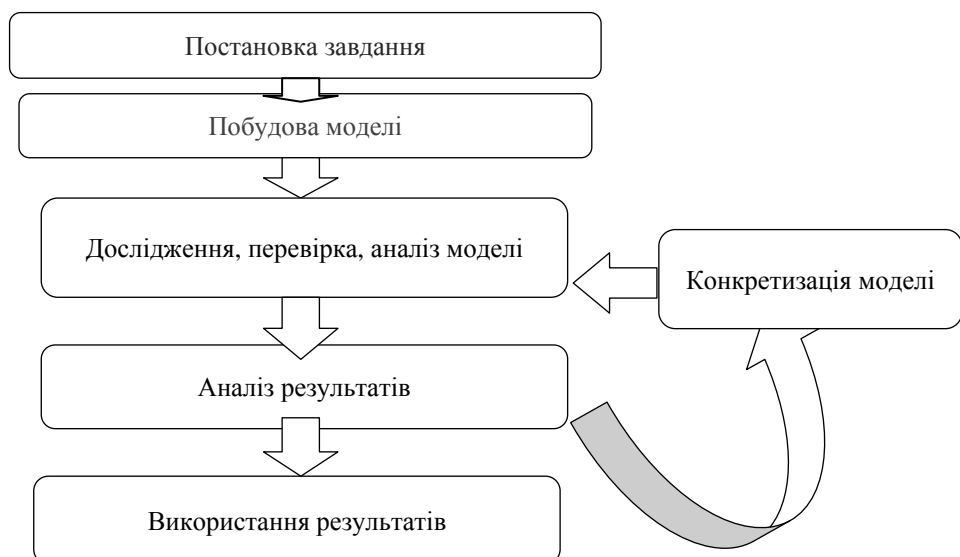 Постановка завдання
Побудова моделі
Дослідження, перевірка, аналіз моделі
Конкретизація моделі
Аналіз результатів
Використання результатів